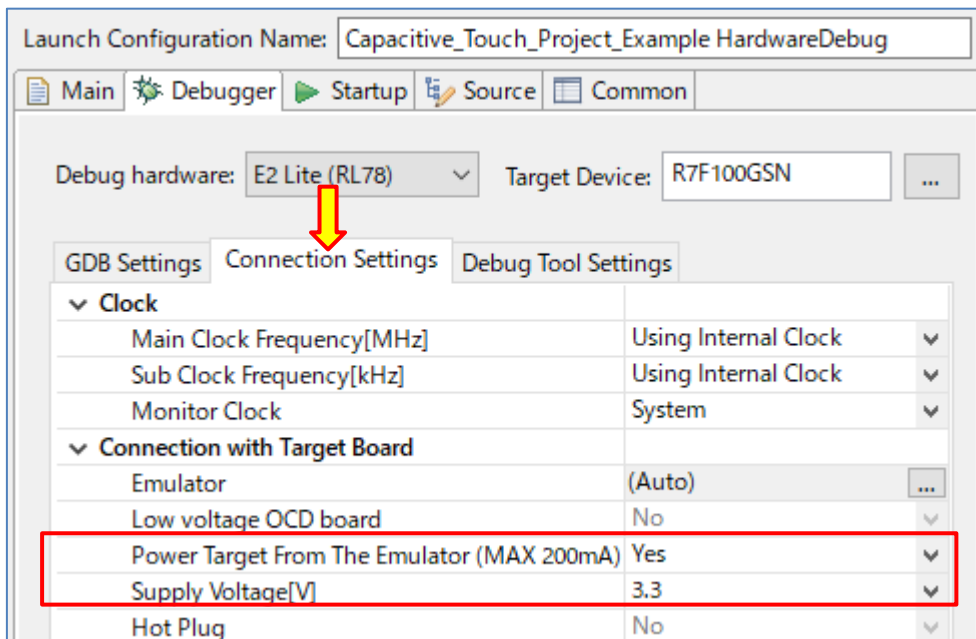 Launch Configuration Name: Capacitive_Touch_Project_Example HardwareDebug
Main Debugger Startup Source Common
Debug hardware: E2 Lite (RL78) Target Device: R7F100GSN ...
GDB Settings Connection Settings Debug Tool Settings
Clock
Main Clock Frequency[MHz] Using Internal Clock
Sub Clock Frequency[kHz] Using Internal Clock
Monitor Clock System
Connection with Target Board
Emulator (Auto) ...
Low voltage OCD board No
Power Target From The Emulator (MAX 200mA) Yes
Supply Voltage[V] 3.3
Hot Plug No